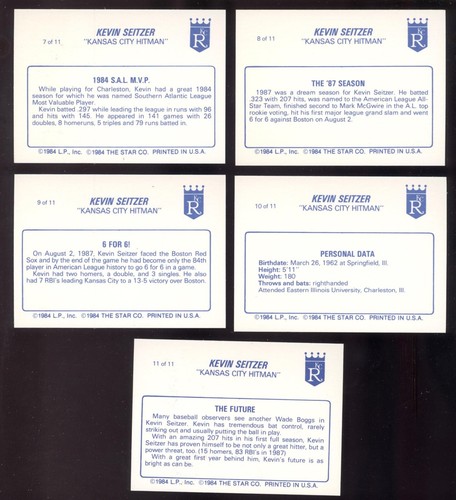 7 of 11
KEVIN SEITZER
"KANSAS CITY HITMAN"
KC
R
1984 S.A.L. M.V.P.
While playing for Charleston, Kevin had a great 1984
season for which he was named Southern Atlantic League
Most Valuable Player.
Kevin batted .297 while leading the league in runs with 96
and hits with 145. He appeared in 141 games with 26
doubles, 8 homeruns, 5 triples and 79 runs batted in.
©1984 L.P., Inc. ©1984 THE STAR CO. PRINTED IN U.S.A.
8 of 11
KEVIN SEITZER
"KANSAS CITY HITMAN"
KC
R
THE '87 SEASON
1987 was a dream season for Kevin Seitzer. He batted
.323 with 207 hits, was named to the American League All-
Star Team, finished second to Mark McGwire in the A.L. top
rookie voting, hit his first major league grand slam and went
6 for 6 against Boston on August 2.
©1984 L.P., Inc. ©1984 THE STAR CO. PRINTED IN U.S.A.
9 of 11
KEVIN SEITZER
"KANSAS CITY HITMAN"
KC
R
6 FOR 6!
On August 2, 1987, Kevin Seitzer faced the Boston Red
Sox and by the end of the game he had become only the 84th
player in American League history to go 6 for 6 in a game.
Kevin had two homers, a double, and 3 singles. He also
had 7 RBI's leading Kansas City to a 13-5 victory over Boston.
©1984 L.P., Inc. ©1984 THE STAR CO. PRINTED IN U.S.A.
10 of 11
KEVIN SEITZER
"KANSAS CITY HITMAN"
KC
R
PERSONAL DATA
Birthdate: March 26, 1962 at Springfield, Ill.
Height: 5'11"
Weight: 180
Throws and bats: righthanded
Attended Eastern Illinois University, Charleston, Ill.
©1984 L.P., Inc. ©1984 THE STAR CO. PRINTED IN U.S.A.
11 of 11
KEVIN SEITZER
"KANSAS CITY HITMAN"
KC
R
THE FUTURE
Many baseball observers see another Wade Boggs in
Kevin Seitzer. Kevin has tremendous bat control, rarely
striking out and usually putting the ball in play.
With an amazing 207 hits in his first full season, Kevin
Seitzer has proven himself to be not only a great hitter, but a
power threat, too. (15 homers, 83 RBI's in 1987)
With a great first year behind him, Kevin's future is as
bright as can be.
©1984 L.P., Inc. ©1984 THE STAR CO. PRINTED IN U.S.A.